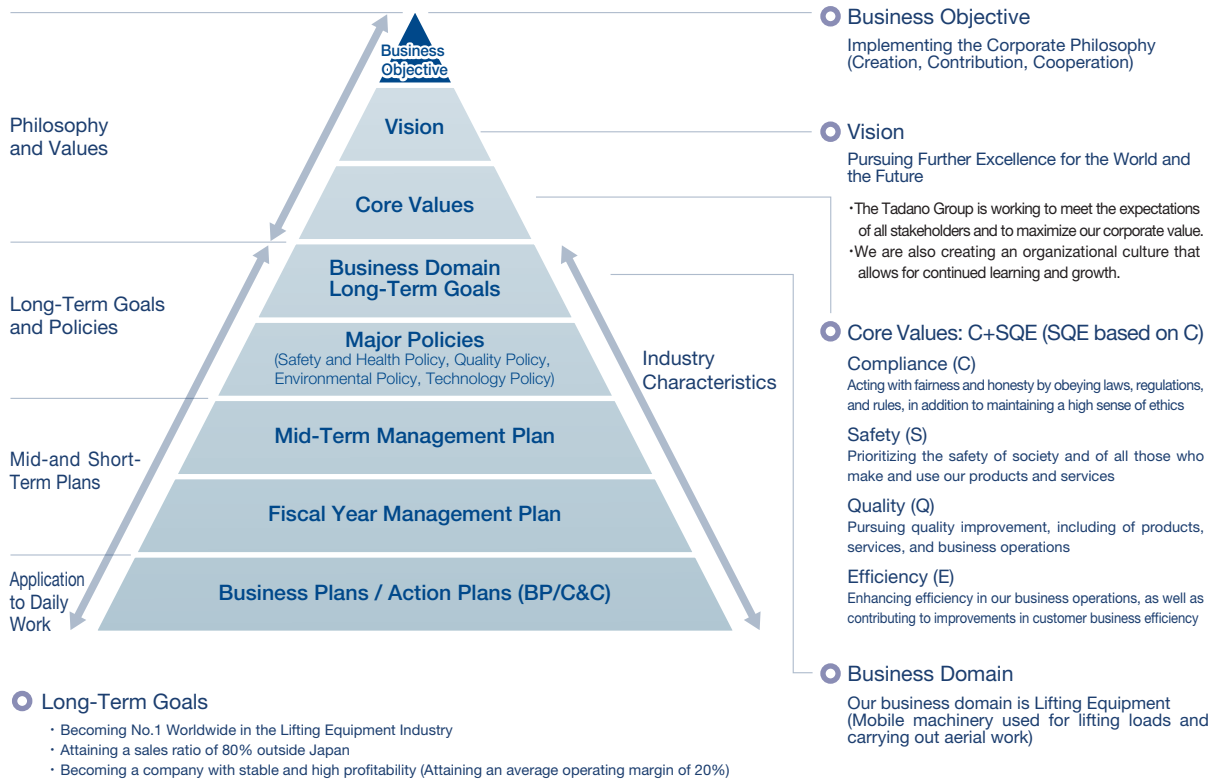 Philosophy
and Values
Long-Term Goals
and Policies
Mid-and Short-
Term Plans
Application
to Daily
Work
Business
Objective
Vision
Core Values
Business Domain
Long-Term Goals
Major Policies
(Safety and Health Policy, Quality Policy,
Environmental Policy, Technology Policy)
Mid-Term Management Plan
Fiscal Year Management Plan
Business Plans / Action Plans (BP/C&C)
Industry
Characteristics
Business Objective
Implementing the Corporate Philosophy
(Creation, Contribution, Cooperation)
Vision
Pursuing Further Excellence for the World and
the Future
・The Tadano Group is working to meet the expectations
of all stakeholders and to maximize our corporate value.
・We are also creating an organizational culture that
allows for continued learning and growth.
Core Values: C+SQE (SQE based on C)
Compliance (C)
Acting with fairness and honesty by obeying laws, regulations,
and rules, in addition to maintaining a high sense of ethics
Safety (S)
Prioritizing the safety of society and of all those who
make and use our products and services
Quality (Q)
Pursuing quality improvement, including of products,
services, and business operations
Efficiency (E)
Enhancing efficiency in our business operations, as well as
contributing to improvements in customer business efficiency
Business Domain
Our business domain is Lifting Equipment
(Mobile machinery used for lifting loads and
carrying out aerial work)
Long-Term Goals
・Becoming No.1 Worldwide in the Lifting Equipment Industry
・Attaining a sales ratio of 80% outside Japan
・Becoming a company with stable and high profitability (Attaining an average operating margin of 20%)